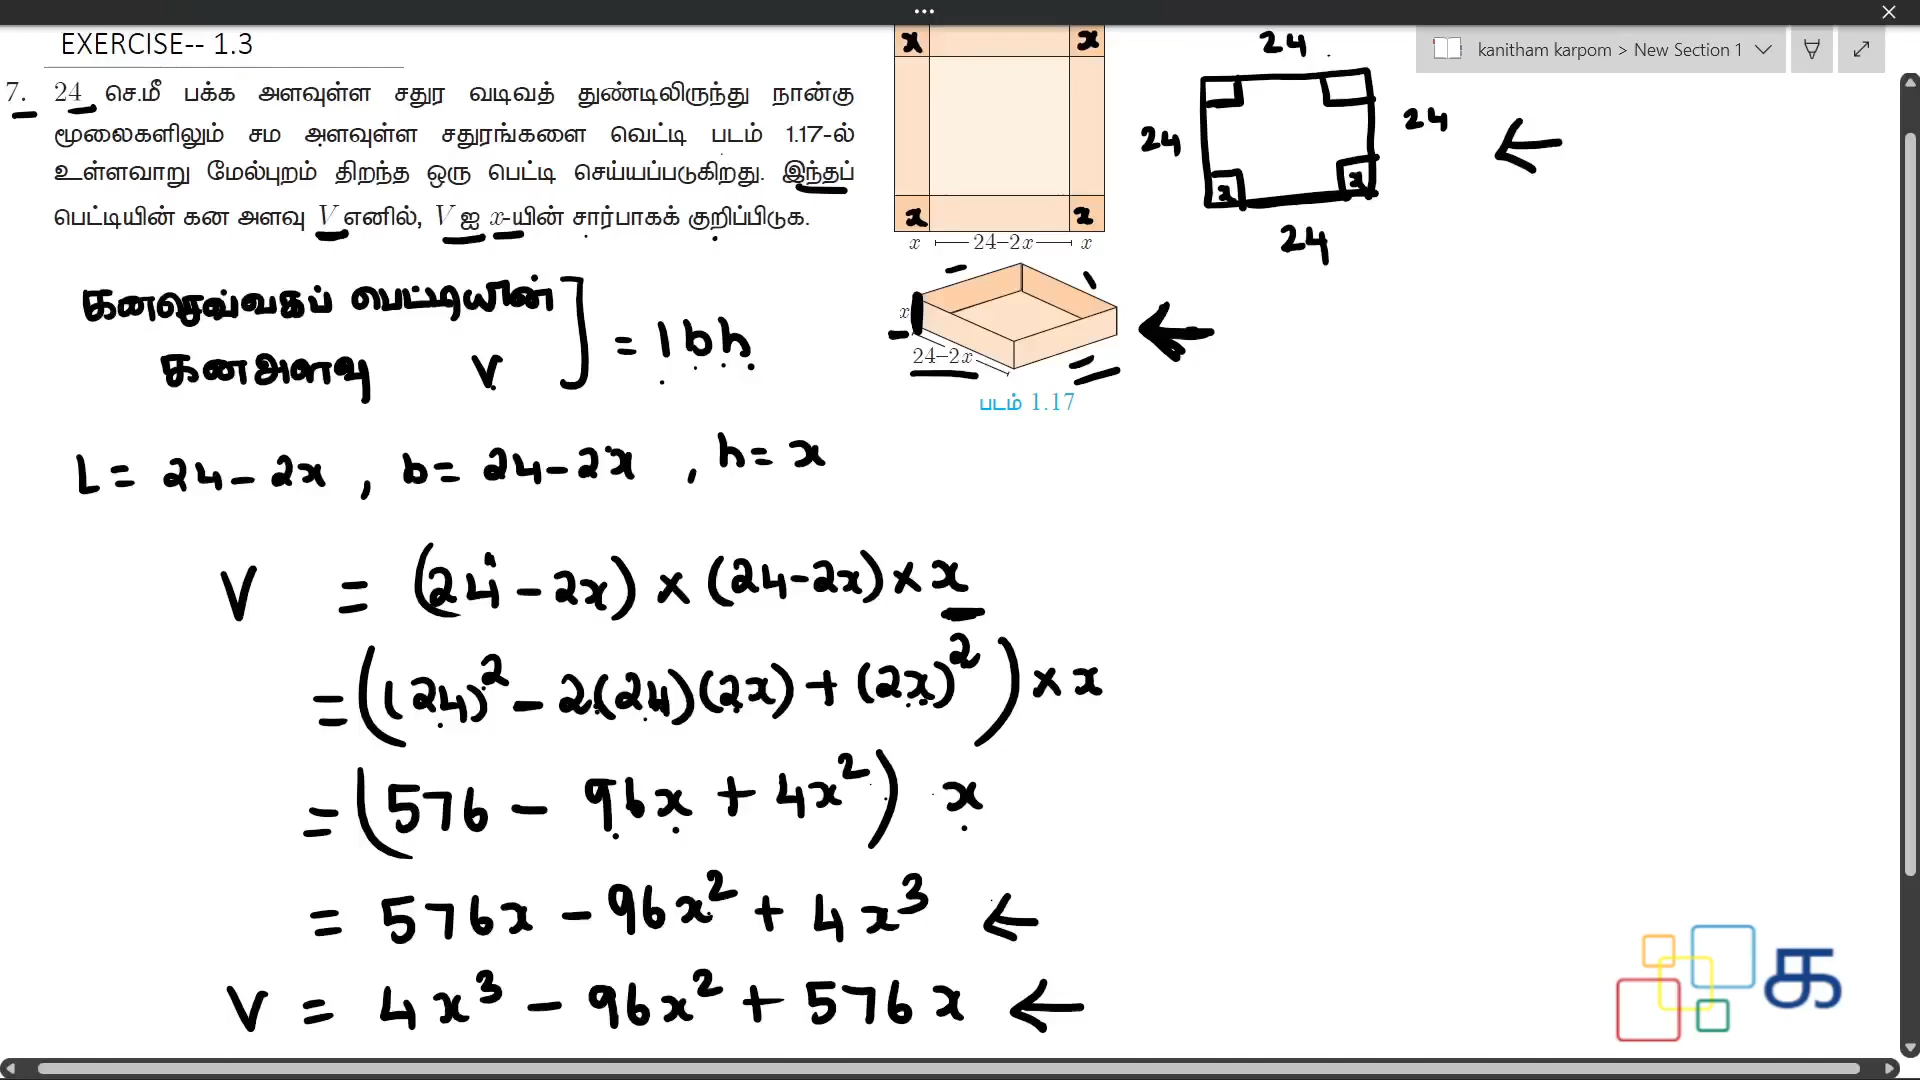 EXERCISE-- 1.3
kanitham karpom > New Section 1
7. 24 செ.மீ பக்க அளவுள்ள சதுர வடிவத் துண்டிலிருந்து நான்கு
மூலைகளிலும் சம அளவுள்ள சதுரங்களை வெட்டி படம் 1.17-ல்
உள்ளவாறு மேல்புறம் திறந்த ஒரு பெட்டி செய்யப்படுகிறது. இந்தப்
பெட்டியின் கன அளவு V எனில், V ஐ x-யின் சார்பாகக் குறிப்பிடுக.
x x
x x
x 24−2x x
x
24−2x
படம் 1.17
24
24 24
x x
24
கனசெவ்வகப் பெட்டியின்
கனஅளவு V = lbh
L = 24 - 2x , b = 24 - 2x , h = x
V = (24 - 2x) × (24 - 2x) × x
= ((24)² - 2(24)(2x) + (2x)²) × x
= (576 - 96x + 4x²) x
= 576x - 96x² + 4x³ ←
V = 4x³ - 96x² + 576x ←
க